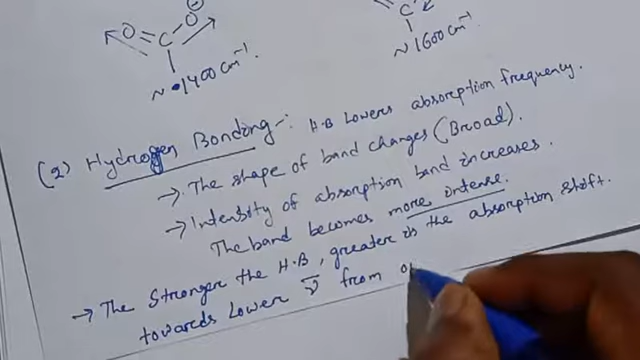 O=C-O⊖
C
~ 1400 cm⁻¹.
~ 1600 cm⁻¹
(2) Hydrogen Bonding -: H.B Lowers absorption frequency.
→ The shape of band changes (Broad).
→ Intensity of absorption band increases.
The band becomes more intense.
→ The Stronger the H.B, greater is the absorption shift.
towards Lower ν̅ from